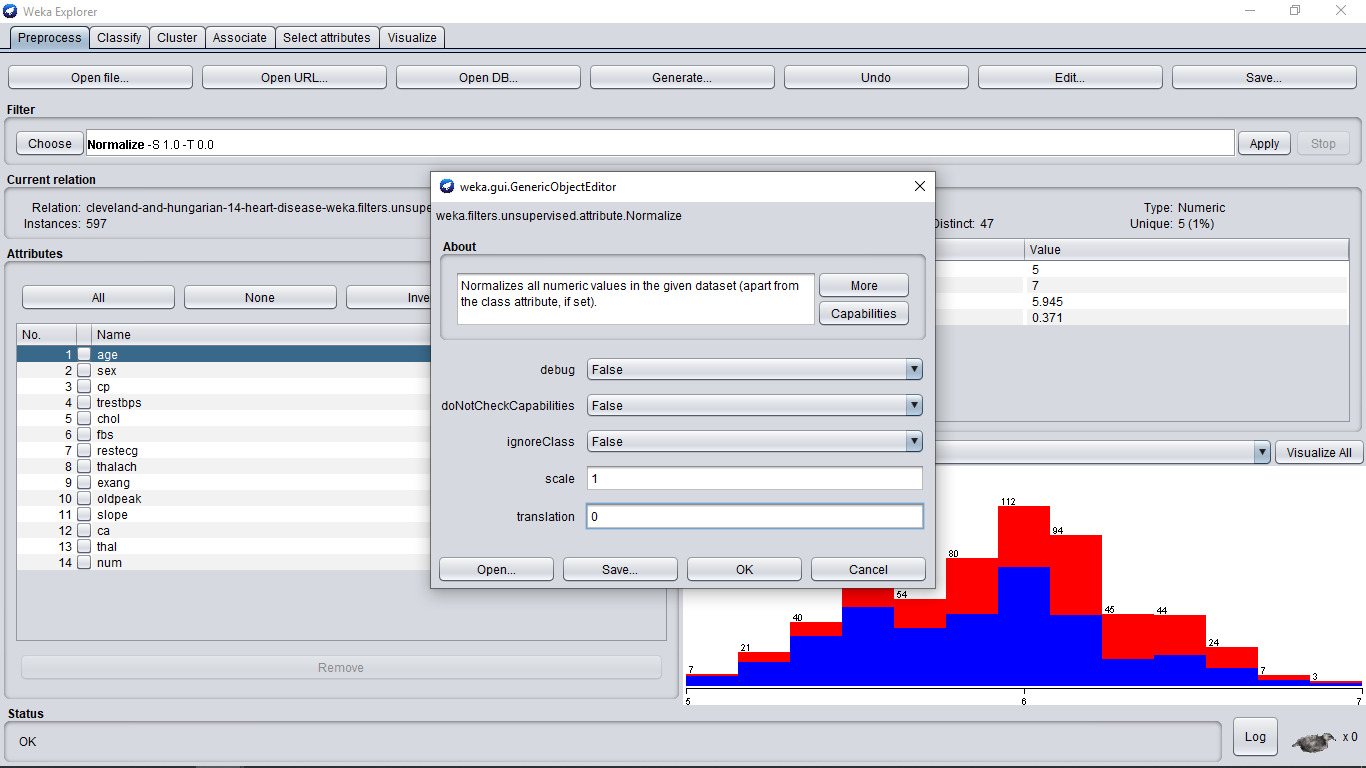 Weka Explorer
Preprocess Classify Cluster Associate Select attributes Visualize
Open file... Open URL... Open DB... Generate... Undo Edit... Save...
Filter
Choose Normalize -S 1.0 -T 0.0 Apply Stop
Current relation
Relation: cleveland-and-hungarian-14-heart-disease-weka.filters.unsupe
Instances: 597
Type: Numeric
Distinct: 47 Unique: 5 (1%)
Value
5
7
5.945
0.371
Attributes
All None Inve
No. Name
1 age
2 sex
3 cp
4 trestbps
5 chol
6 fbs
7 restecg
8 thalach
9 exang
10 oldpeak
11 slope
12 ca
13 thal
14 num
Remove
weka.gui.GenericObjectEditor
weka.filters.unsupervised.attribute.Normalize
About
Normalizes all numeric values in the given dataset (apart from
the class attribute, if set).
More
Capabilities
debug False
doNotCheckCapabilities False
ignoreClass False
scale 1
translation 0
Open... Save... OK Cancel
Visualize All
7 21 40 54 80 112 94 45 44 24 7 3
5 6 7
Status
OK
Log x 0